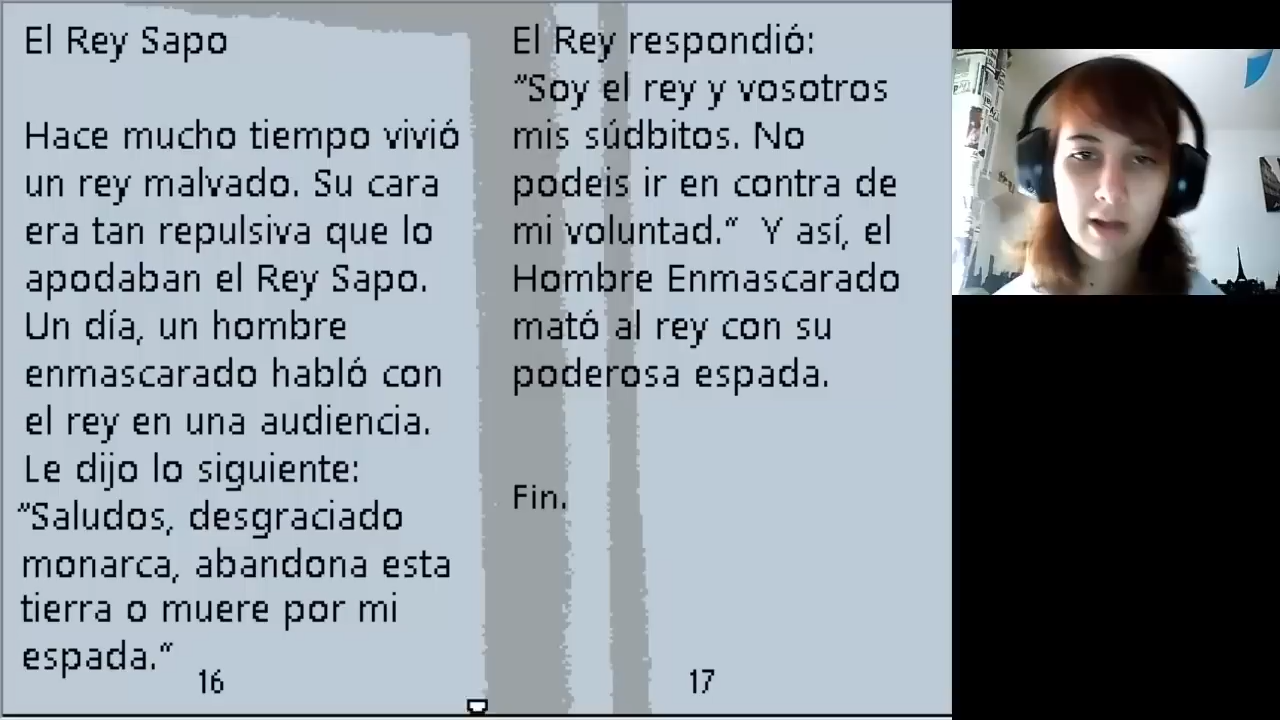 El Rey Sapo
Hace mucho tiempo vivió
un rey malvado. Su cara
era tan repulsiva que lo
apodaban el Rey Sapo.
Un día, un hombre
enmascarado habló con
el rey en una audiencia.
Le dijo lo siguiente:
"Saludos, desgraciado
monarca, abandona esta
tierra o muere por mi
espada."
16
El Rey respondió:
"Soy el rey y vosotros
mis súdbitos. No
podeis ir en contra de
mi voluntad." Y así, el
Hombre Enmascarado
mató al rey con su
poderosa espada.
Fin.
17